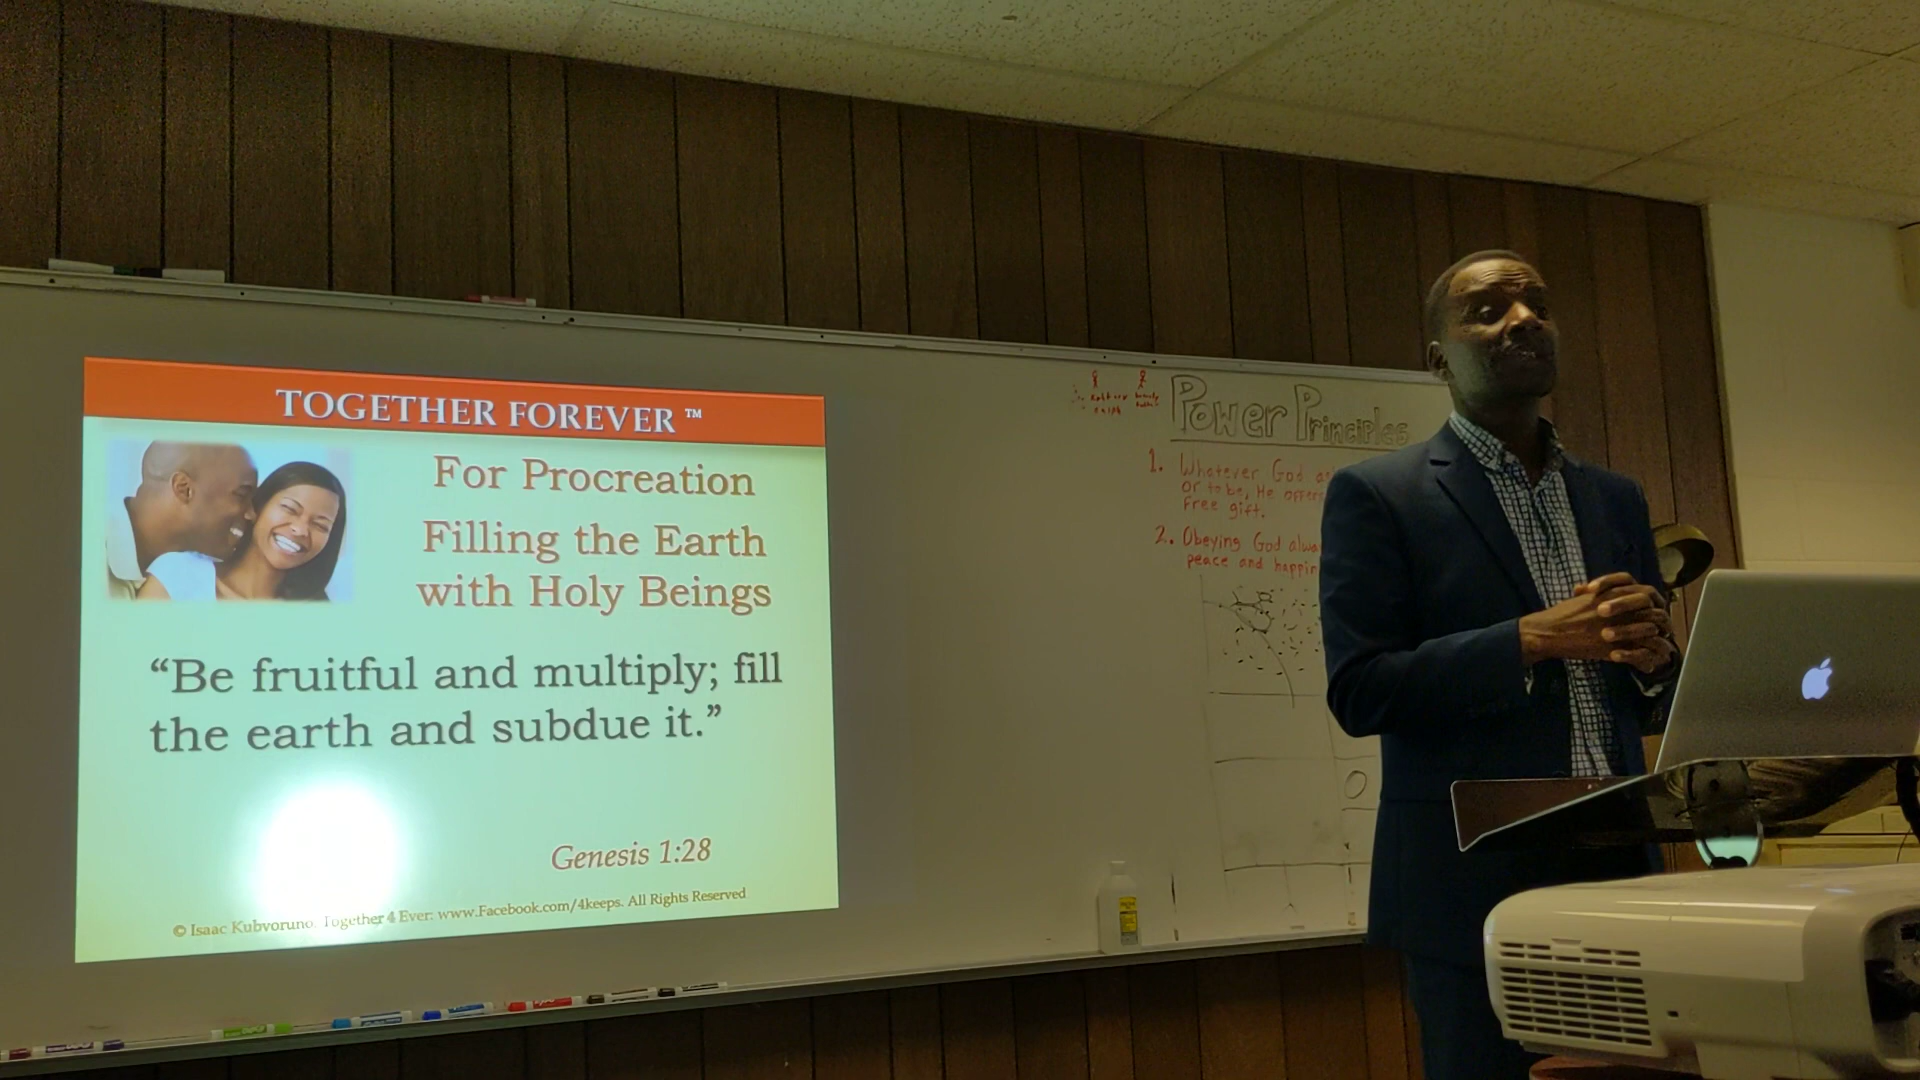 TOGETHER FOREVER ™
For Procreation
Filling the Earth
with Holy Beings
“Be fruitful and multiply; fill
the earth and subdue it.”
Genesis 1:28
© Isaac Kubvoruno. Together 4 Ever: www.Facebook.com/4keeps. All Rights Reserved
Power Principles
1. Whatever God
or to be, He
Free gift.
2. Obeying God
peace and